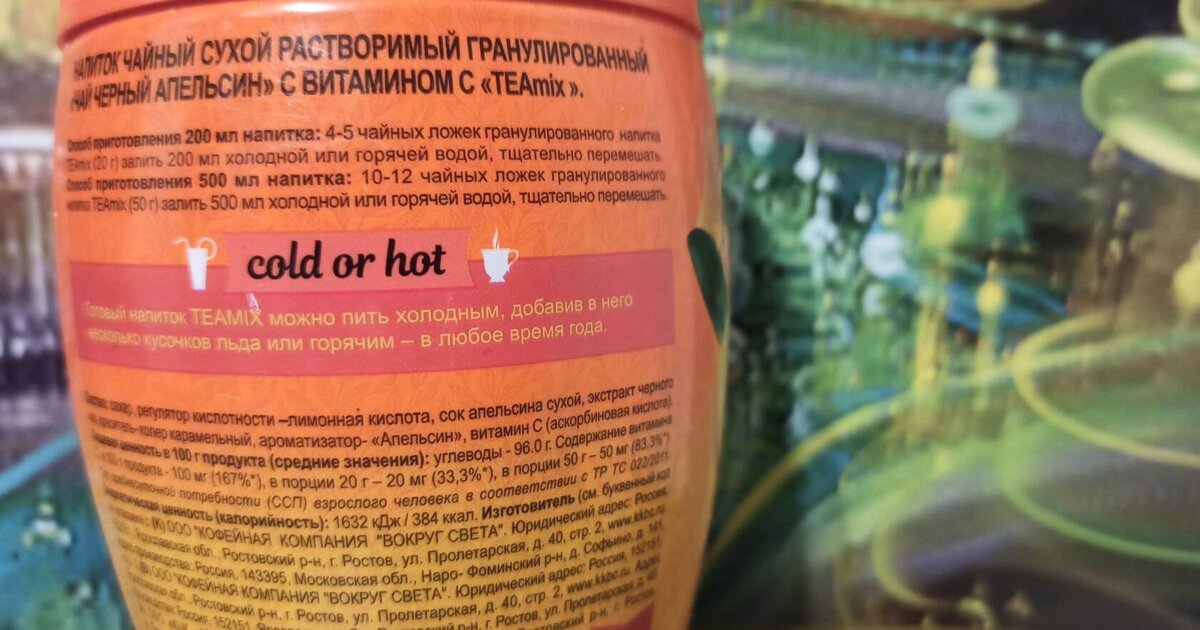 НАПИТОК ЧАЙНЫЙ СУХОЙ РАСТВОРИМЫЙ ГРАНУЛИРОВАННЫЙ
ЧАЙ ЧЕРНЫЙ АПЕЛЬСИН» С ВИТАМИНОМ С «TEAmix ».
Способ приготовления 200 мл напитка: 4-5 чайных ложек гранулированного напитка
TEAmix (20 г) залить 200 мл холодной или горячей водой, тщательно перемешать.
Способ приготовления 500 мл напитка: 10-12 чайных ложек гранулированного
напитка TEAmix (50 г) залить 500 мл холодной или горячей водой, тщательно перемешать.
cold or hot
Готовый напиток TEAMIX можно пить холодным, добавив в него
несколько кусочков льда или горячим – в любое время года.
Состав: сахар, регулятор кислотности –лимонная кислота, сок апельсина сухой, экстракт черного
краситель- колер карамельный, ароматизатор- «Апельсин», витамин С (аскорбиновая кислота).
ценность в 100 г продукта (средние значения): углеводы - 96.0 г. Содержание витамина
продукта - 100 мг (167%*), в порции 20 г – 20 мг (33,3%*), в порции 50 г – 50 мг (83,3%*).
потребности (ССП) взрослого человека в соответствии с ТР ТС 022/2011.
ценность (калорийность): 1632 кДж / 384 ккал. Изготовитель (см. буквенный код
(К) ООО "КОФЕЙНАЯ КОМПАНИЯ "ВОКРУГ СВЕТА". Юридический адрес: Россия,
Ярославская обл., Ростовский р-н, г. Ростов, ул. Пролетарская, д. 40, стр. 2, www.kkbc.ru.
Россия, 143395, Московская обл., Наро- Фоминский р-н, д. Софьино, д. 141.
(В) ООО "КОФЕЙНАЯ КОМПАНИЯ "ВОКРУГ СВЕТА". Юридический адрес: Россия, 152151,
обл., Ростовский р-н, г. Ростов, ул. Пролетарская, д. 40, стр. 2, www.kkbc.ru.
Россия, 152151, г. Ростов, ул. Пролетарская, д. 40